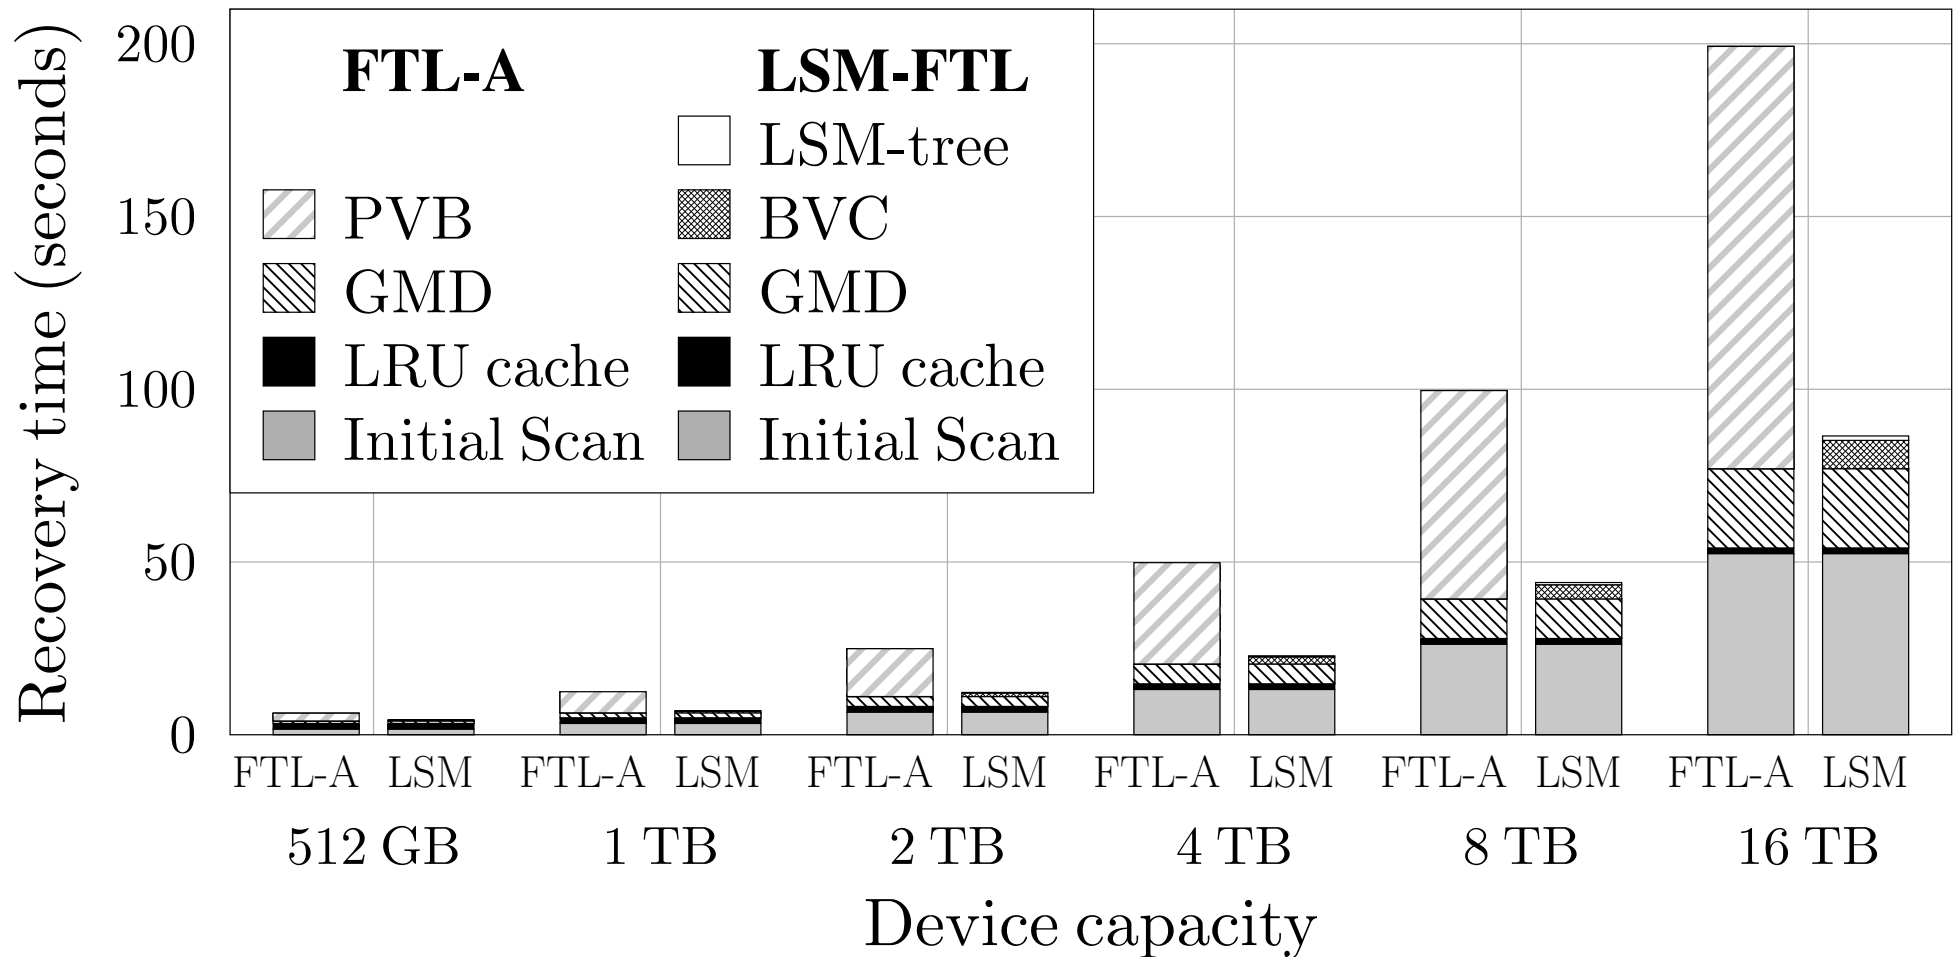 Recovery time (seconds)
200
150
100
50
0
FTL-A LSM-FTL
LSM-tree
PVB BVC
GMD GMD
LRU cache LRU cache
Initial Scan Initial Scan
FTL-A LSM FTL-A LSM FTL-A LSM FTL-A LSM FTL-A LSM FTL-A LSM
512 GB 1 TB 2 TB 4 TB 8 TB 16 TB
Device capacity